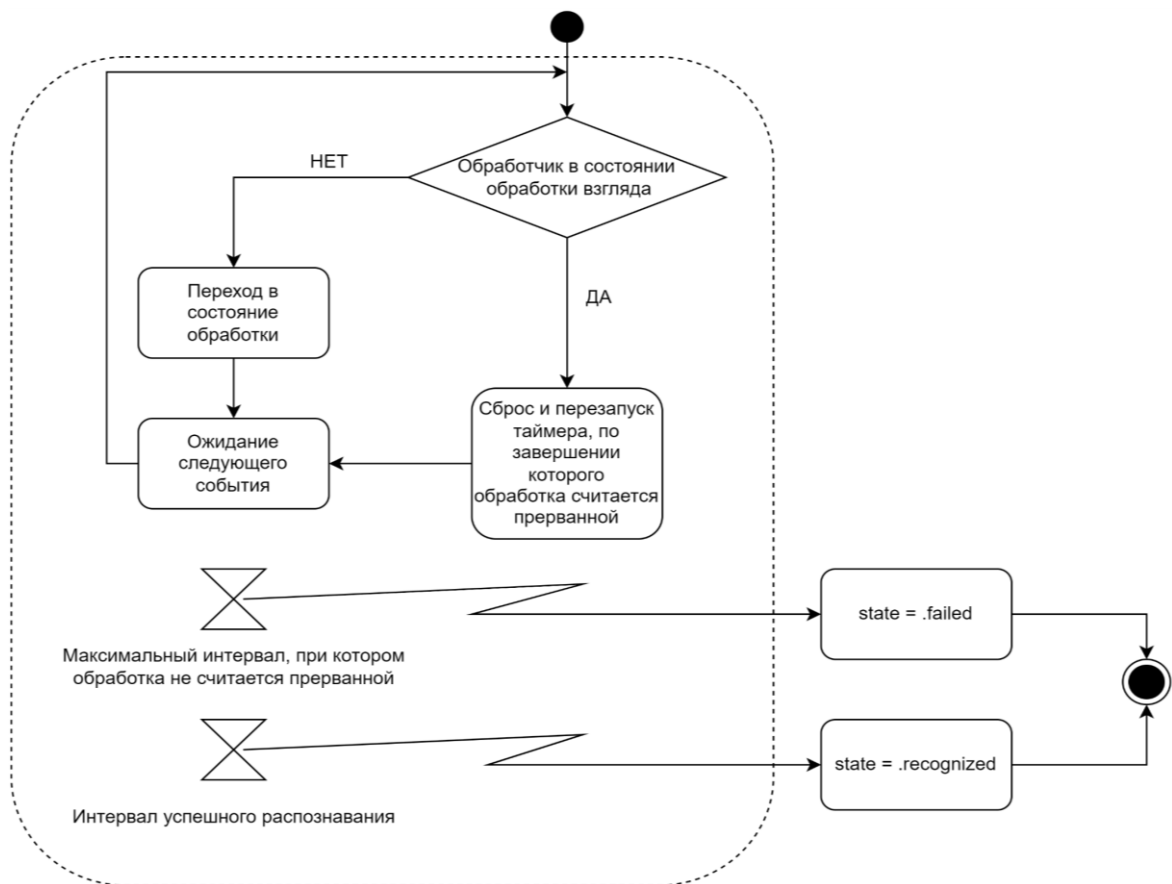 Обработчик в состоянии
обработки взгляда
НЕТ
ДА
Переход в
состояние
обработки
Ожидание
следующего
события
Сброс и перезапуск
таймера, по
завершении
которого
обработка считается
прерванной
Максимальный интервал, при котором
обработка не считается прерванной
state = .failed
Интервал успешного распознавания
state = .recognized